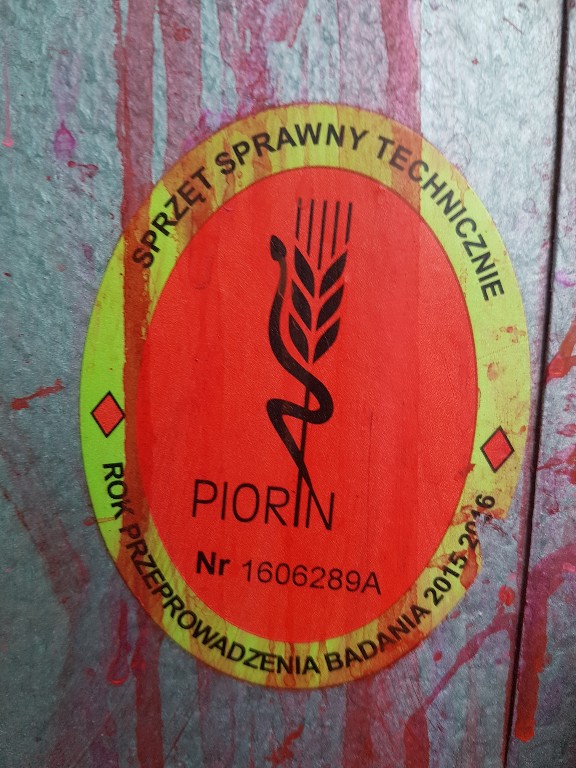 SPRZĘT SPRAWNY TECHNICZNIE
PIORIN
Nr 1606289A
ROK PRZEPROWADZENIA BADANIA 2015-2016